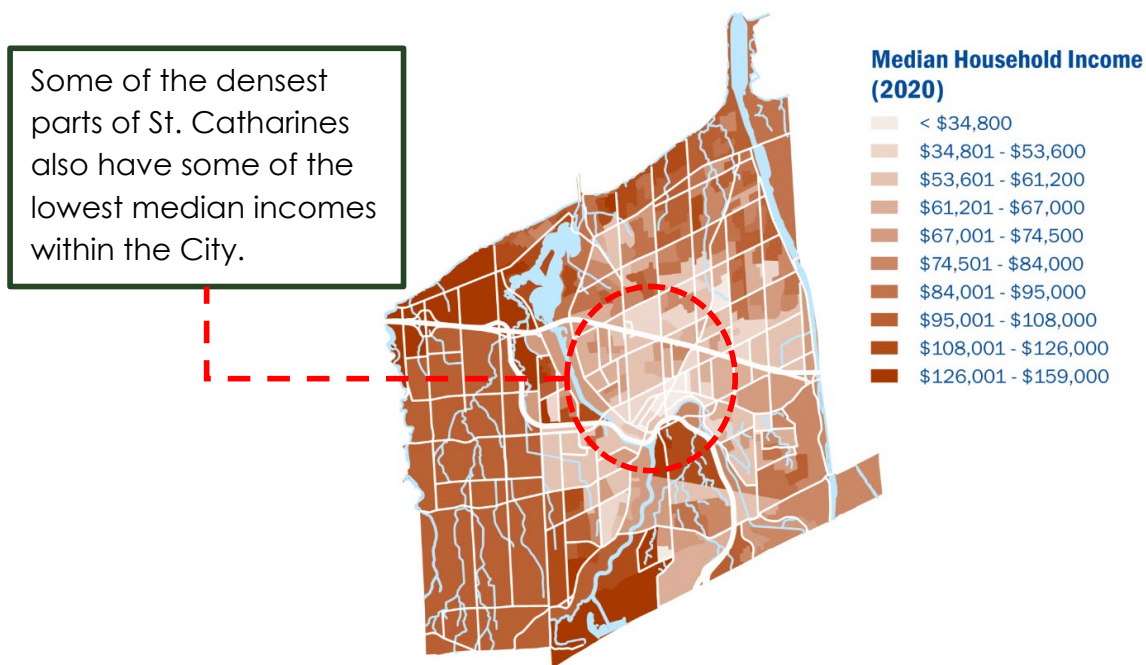 Some of the densest
parts of St. Catharines
also have some of the
lowest median incomes
within the City.
Median Household Income
(2020)
< $34,800
$34,801 - $53,600
$53,601 - $61,200
$61,201 - $67,000
$67,001 - $74,500
$74,501 - $84,000
$84,001 - $95,000
$95,001 - $108,000
$108,001 - $126,000
$126,001 - $159,000